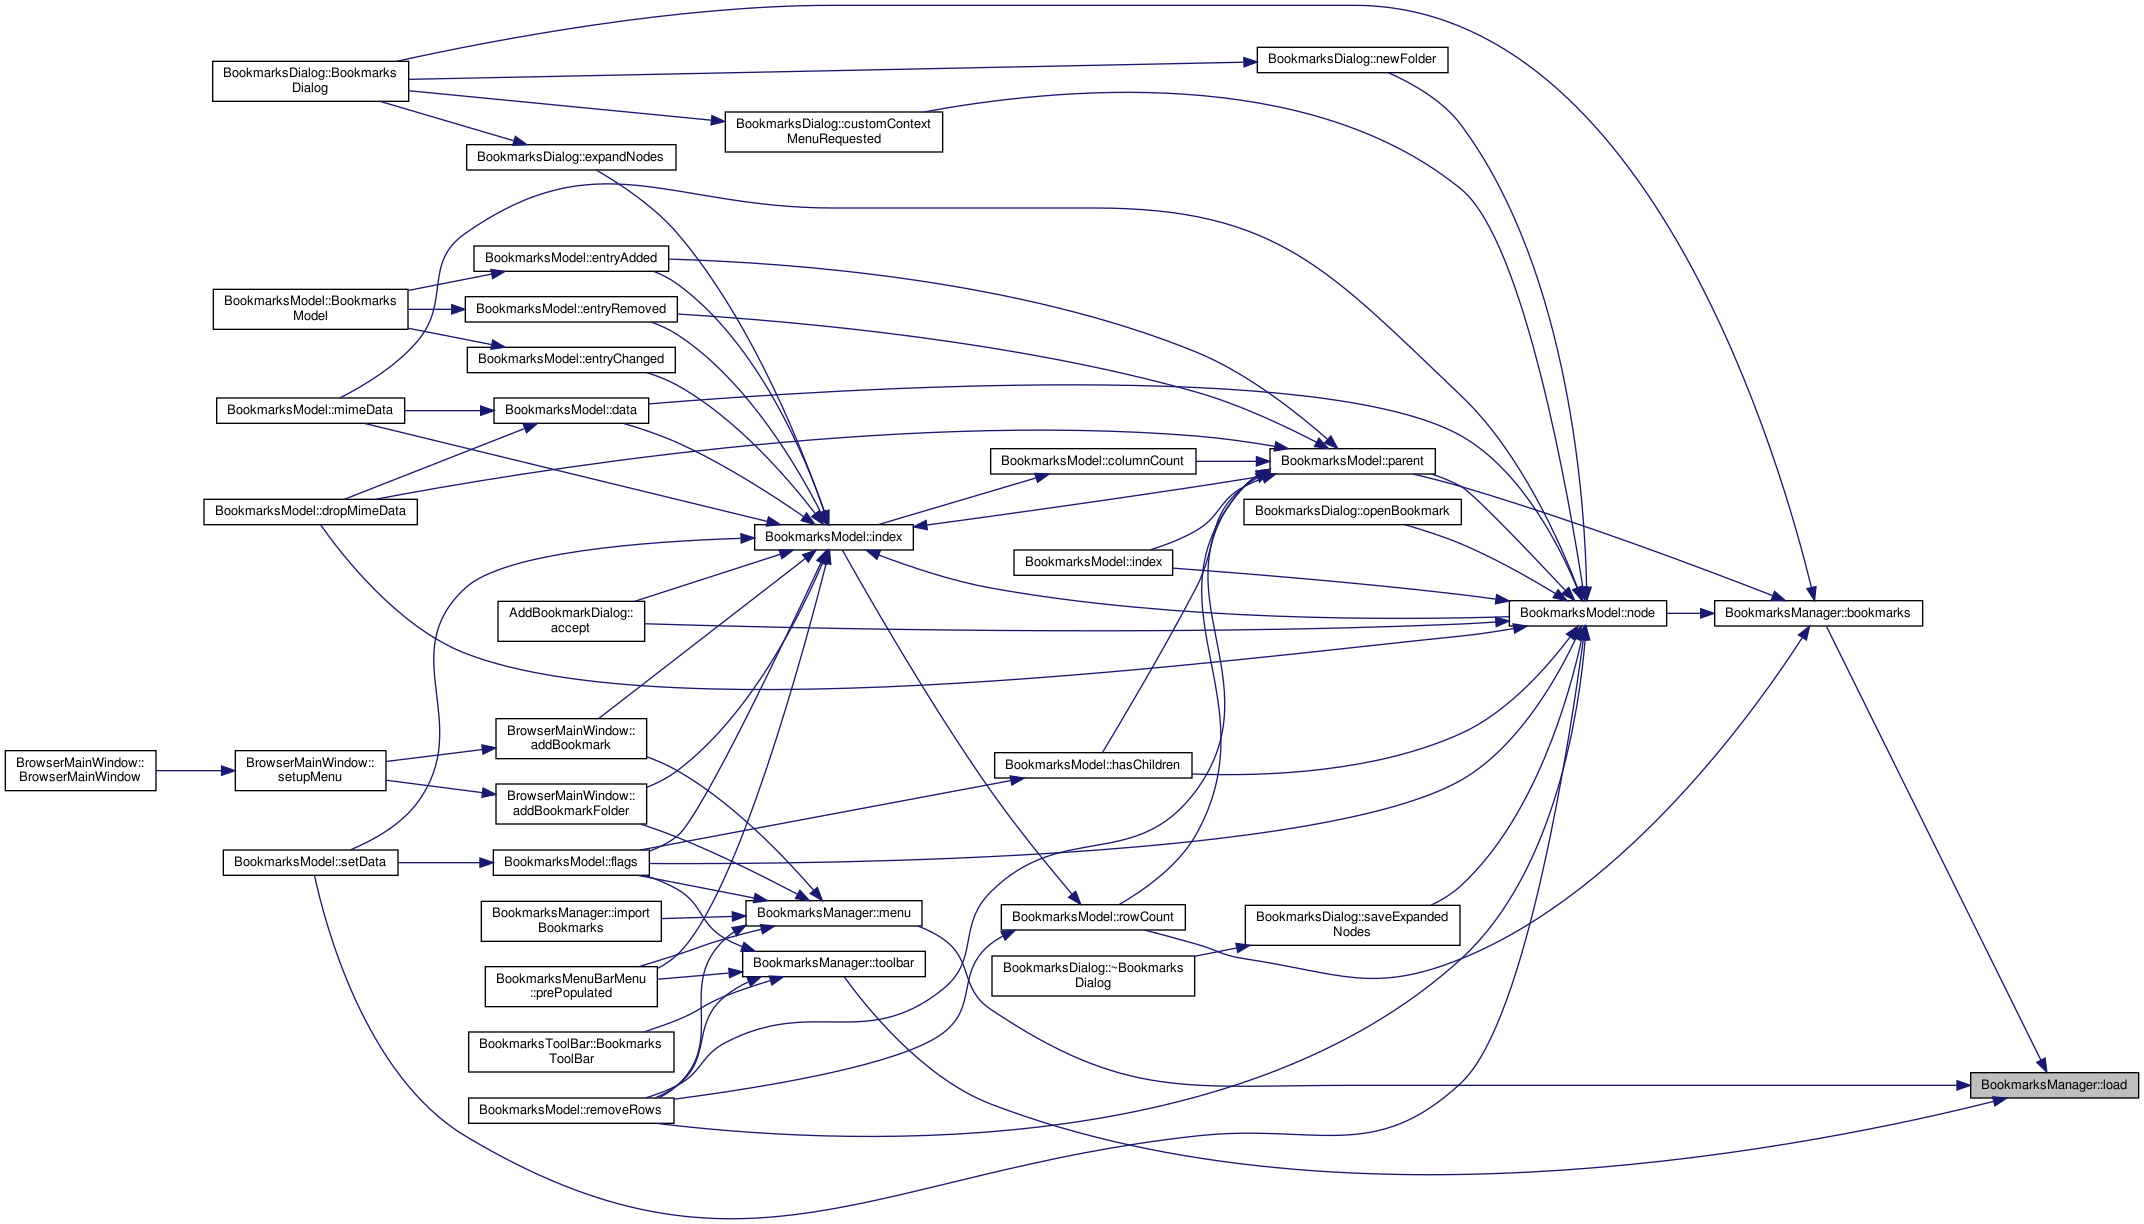 BookmarksDialog::newFolder
BookmarksDialog::Bookmarks
Dialog
BookmarksDialog::customContext
MenuRequested
BookmarksDialog::expandNodes
BookmarksModel::entryAdded
BookmarksModel::Bookmarks
Model
BookmarksModel::entryRemoved
BookmarksModel::entryChanged
BookmarksModel::mimeData
BookmarksModel::data
BookmarksModel::columnCount
BookmarksModel::parent
BookmarksModel::dropMimeData
BookmarksDialog::openBookmark
BookmarksModel::index
BookmarksModel::index
AddBookmarkDialog::
accept
BookmarksModel::node
BookmarksManager::bookmarks
BrowserMainWindow::
addBookmark
BrowserMainWindow::
BrowserMainWindow
BrowserMainWindow::
setupMenu
BookmarksModel::hasChildren
BrowserMainWindow::
addBookmarkFolder
BookmarksModel::setData
BookmarksModel::flags
BookmarksManager::import
Bookmarks
BookmarksManager::menu
BookmarksModel::rowCount
BookmarksDialog::saveExpanded
Nodes
BookmarksManager::toolbar
BookmarksDialog::~Bookmarks
Dialog
BookmarksMenuBarMenu
::prePopulated
BookmarksToolBar::Bookmarks
ToolBar
BookmarksManager::load
BookmarksModel::removeRows